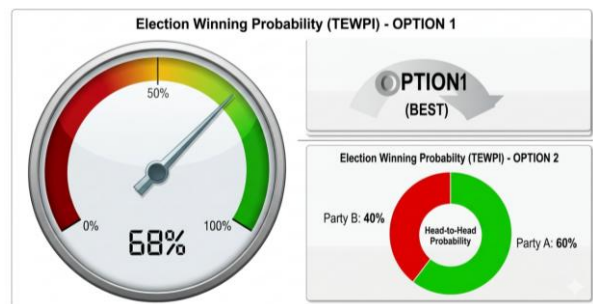 Election Winning Probability (TEWPI) - OPTION 1
50%
0%
100%
68%
OPTION1
(BEST)
Election Winning Probabilty (TEWPI) - OPTION 2
Party B: 40%
Head-to-Head
Probability
Party A: 60%